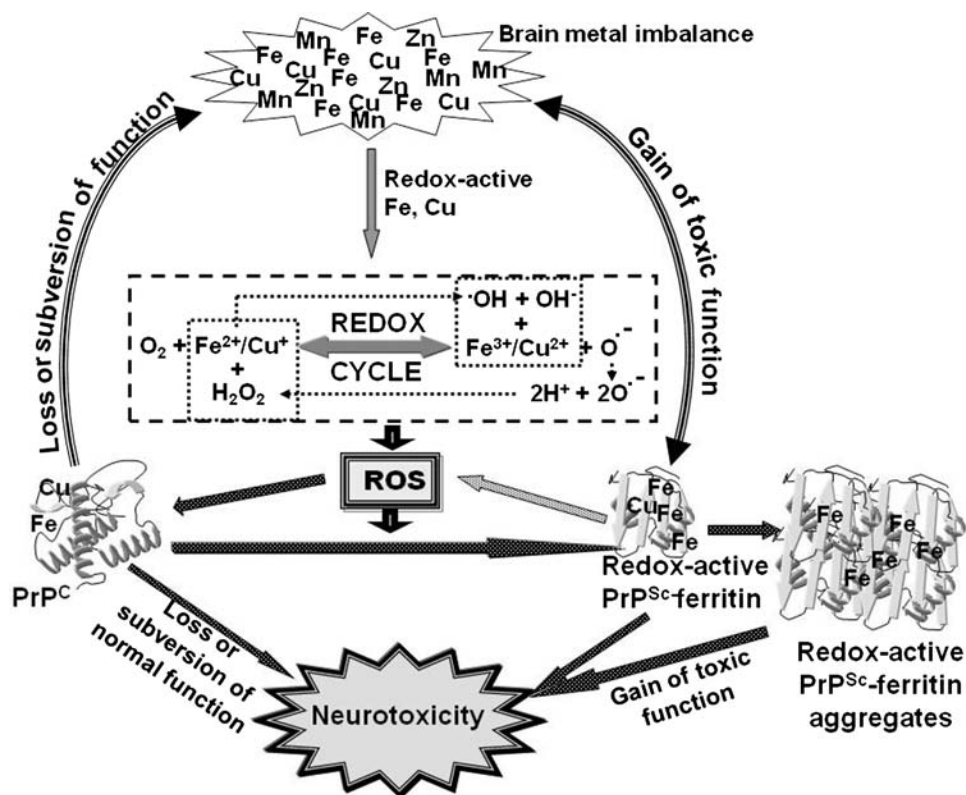 Brain metal imbalance
Mn Fe Zn
Fe Fe
Cu Cu Cu Mn Mn
Zn Fe Zn
Mn Fe Cu Fe Cu
Mn
Loss or subversion of function
Gain of toxic function
Redox-active
Fe, Cu
·OH + OH⁻
REDOX +
O₂ + Fe²⁺/Cu⁺ Fe³⁺/Cu²⁺ + O˙⁻
+ CYCLE
H₂O₂ 2H⁺ + 2O˙⁻
ROS
Cu
Fe
PrPᶜ
Fe
Cu Fe
Fe
Redox-active
PrPˢᶜ-ferritin
Fe Fe
Fe Fe
Fe
Redox-active
PrPˢᶜ-ferritin
aggregates
Loss or
subversion of
normal function
Gain of toxic
function
Neurotoxicity